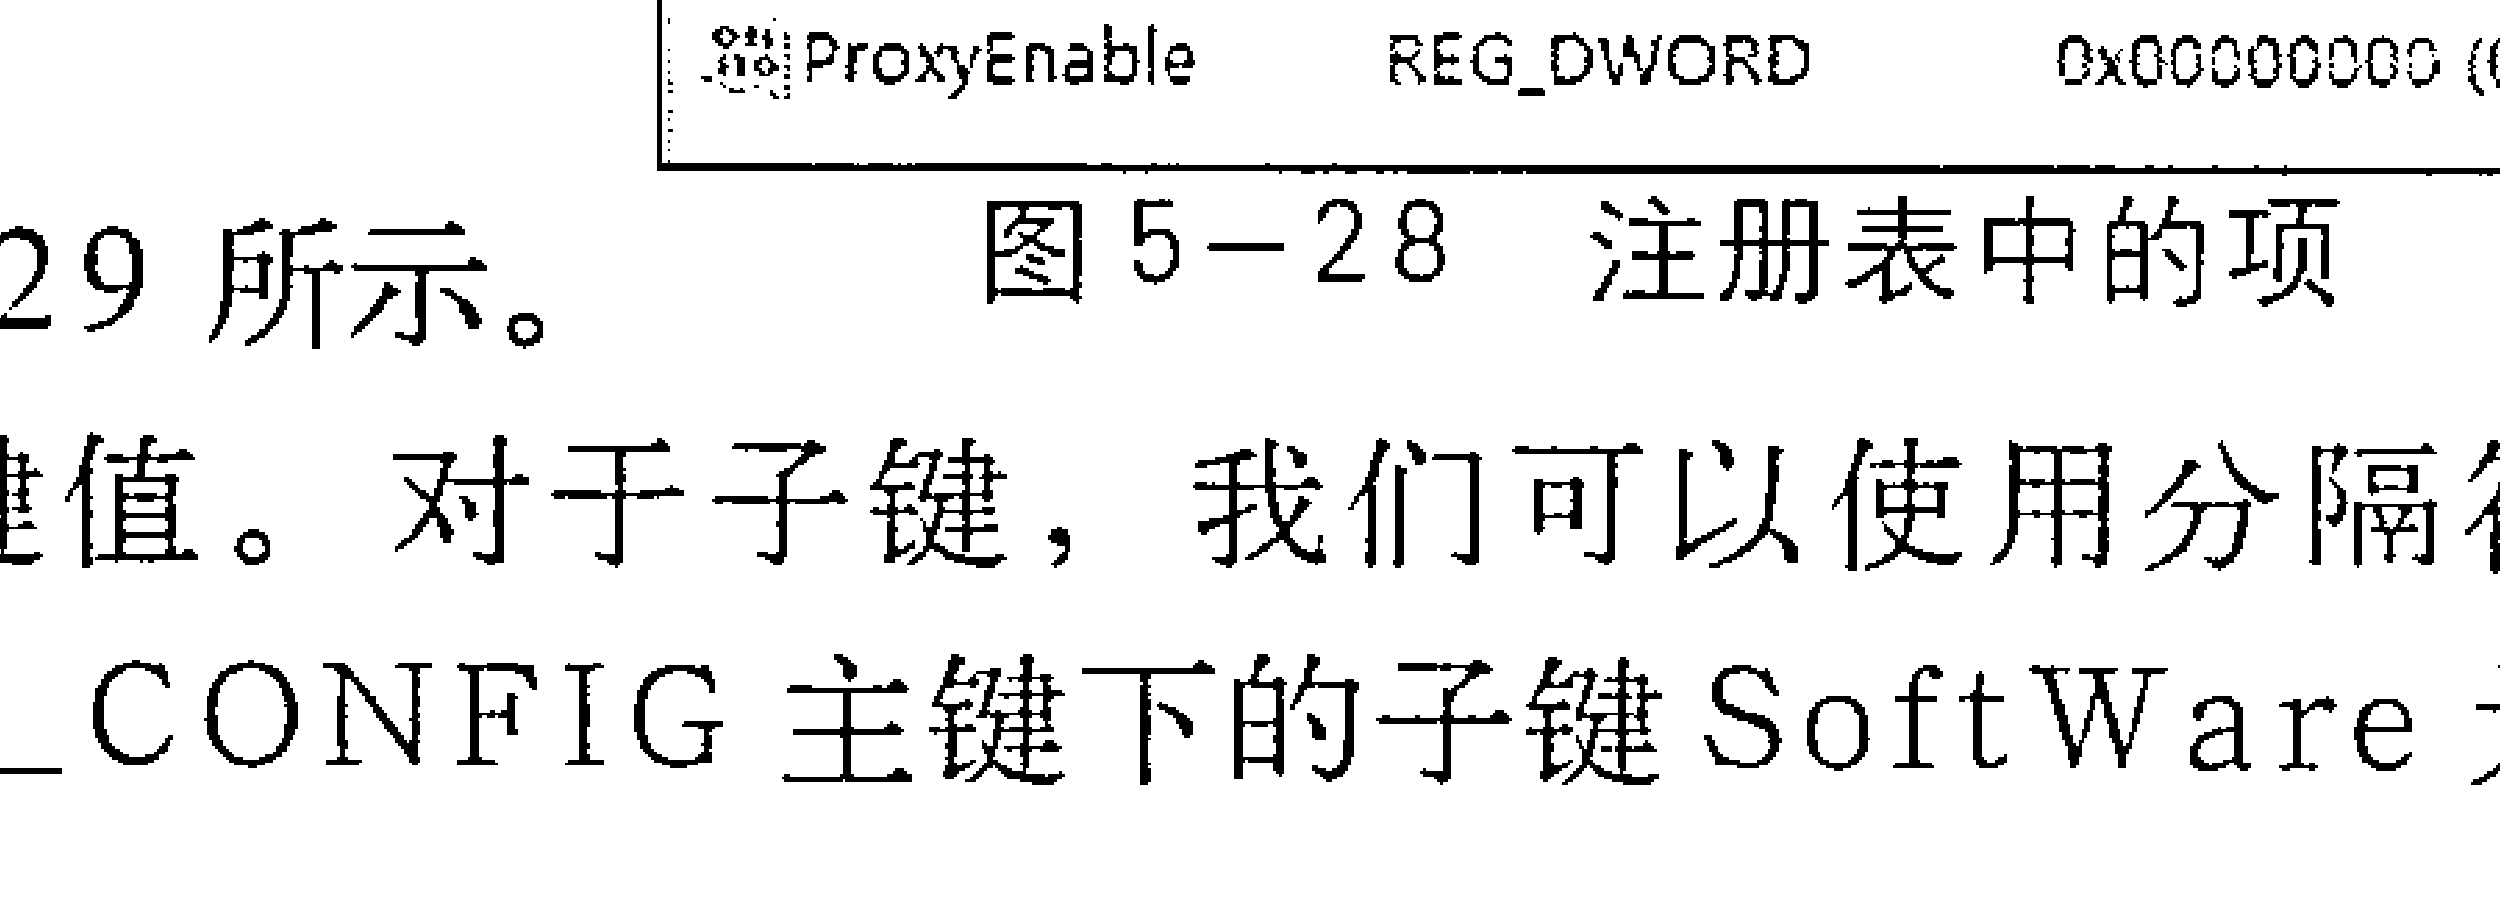 ProxyEnable REG_DWORD 0x00000000 (
图5-28 注册表中的项
29 所示。
键值。对于子键，我们可以使用分隔
_CONFIG 主键下的子键 SoftWare